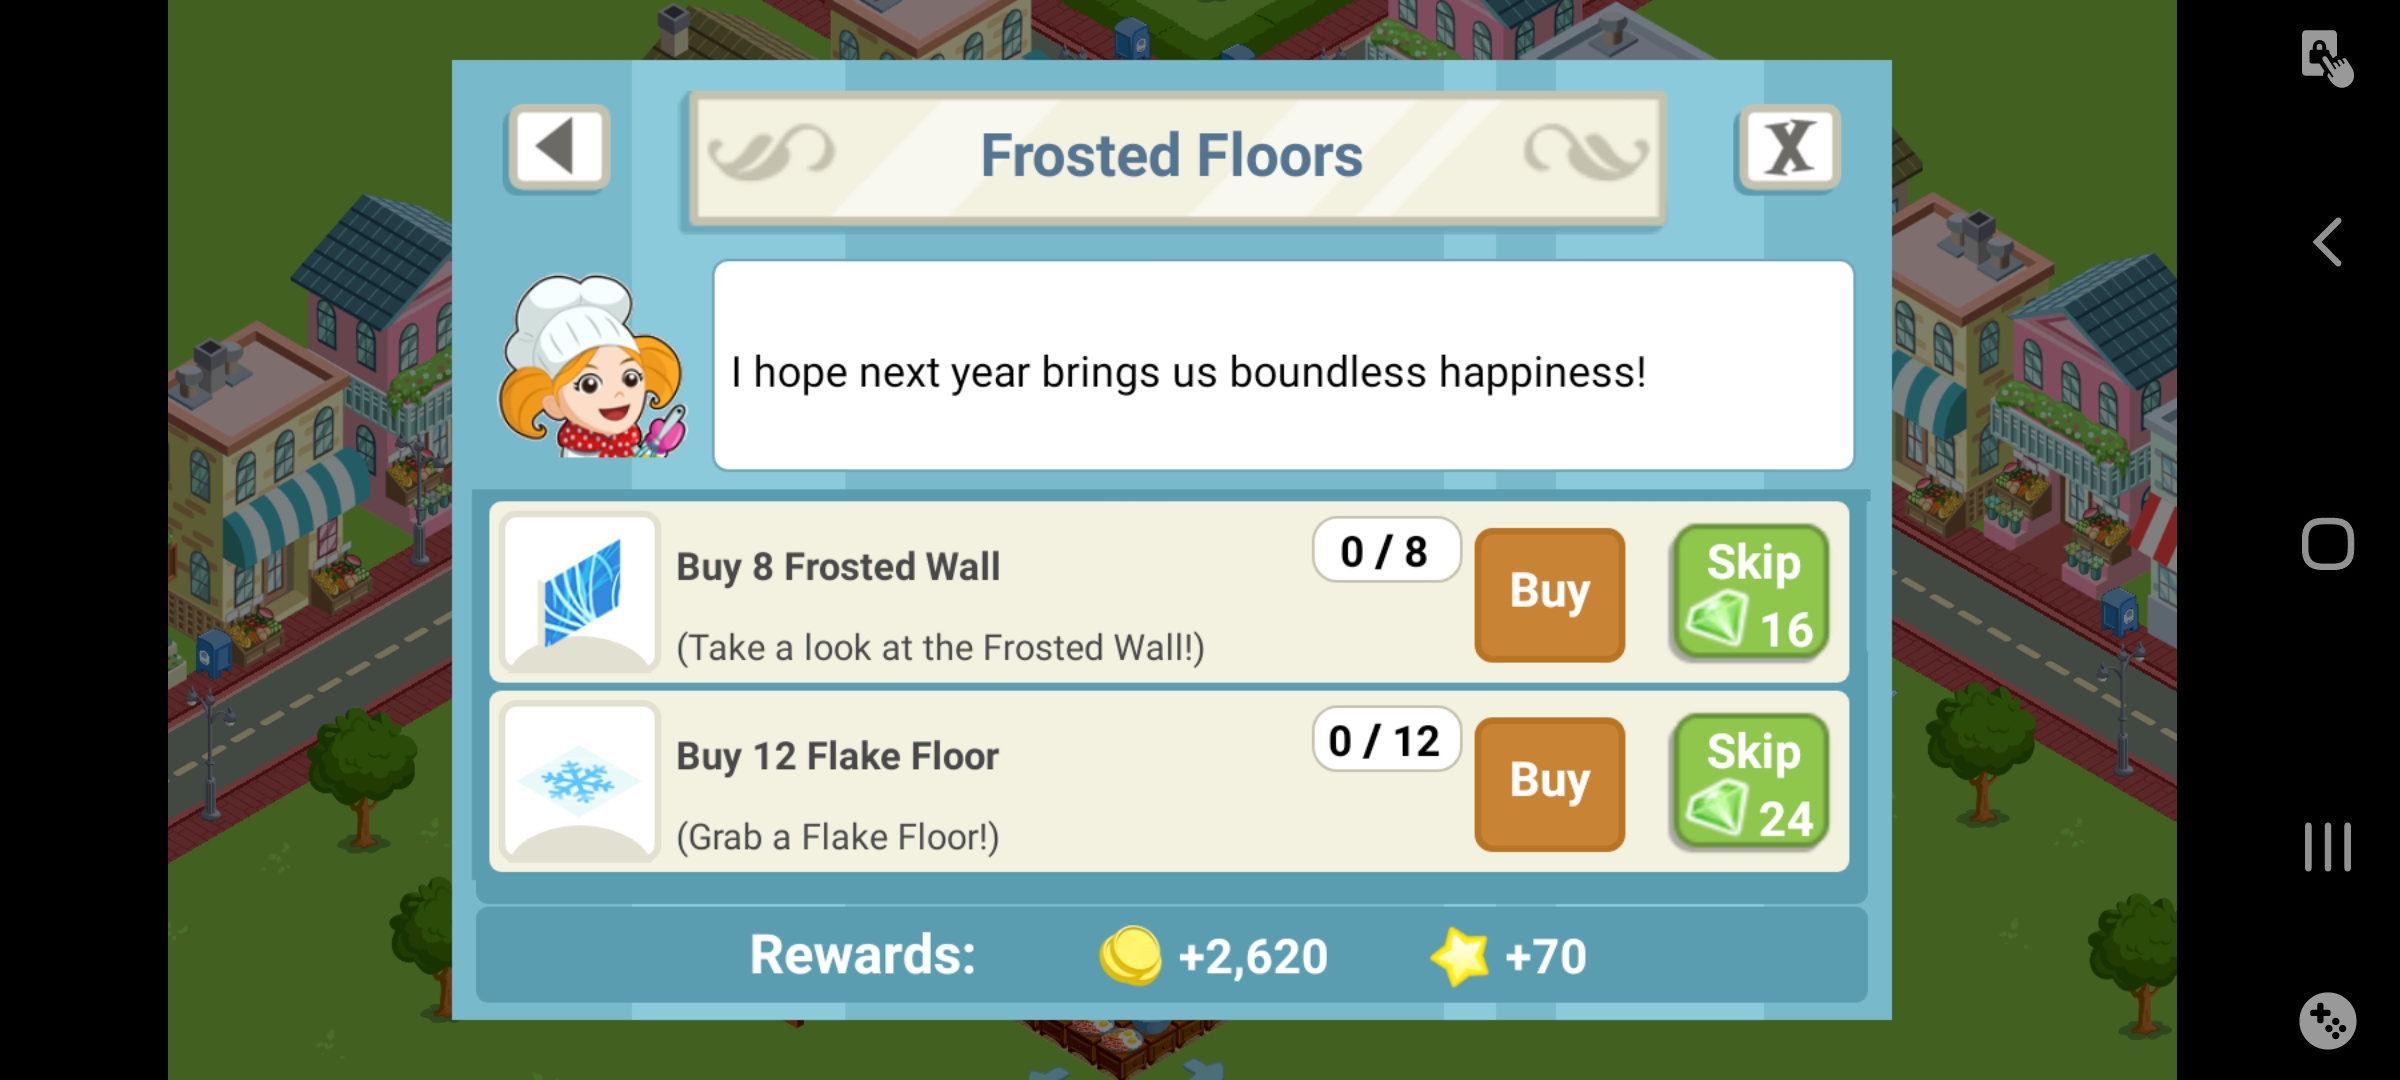 Frosted Floors
X
I hope next year brings us boundless happiness!
Buy 8 Frosted Wall
0 / 8
Buy
Skip
16
(Take a look at the Frosted Wall!)
Buy 12 Flake Floor
0 / 12
Buy
Skip
24
(Grab a Flake Floor!)
Rewards: +2,620 +70